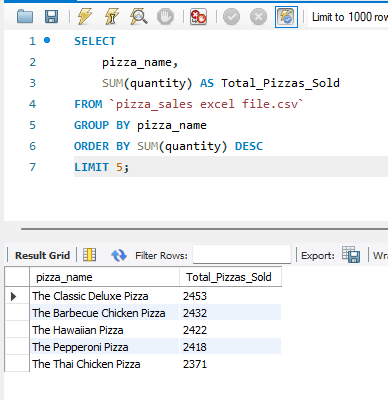 Limit to 1000 row
1 SELECT
2 pizza_name,
3 SUM(quantity) AS Total_Pizzas_Sold
4 FROM `pizza_sales excel file.csv`
5 GROUP BY pizza_name
6 ORDER BY SUM(quantity) DESC
7 LIMIT 5;
Result Grid Filter Rows: Export: Wra
pizza_name Total_Pizzas_Sold
The Classic Deluxe Pizza 2453
The Barbecue Chicken Pizza 2432
The Hawaiian Pizza 2422
The Pepperoni Pizza 2418
The Thai Chicken Pizza 2371